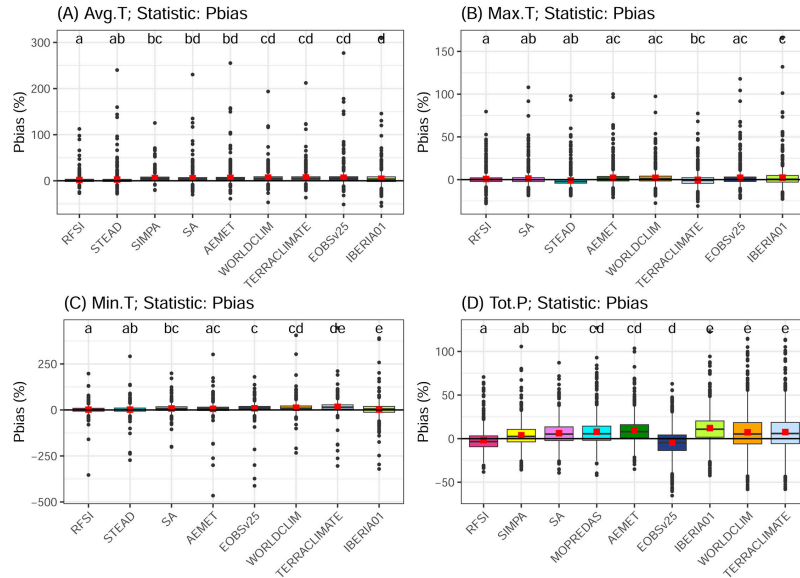 (A) Avg.T; Statistic: Pbias
a ab bc bd bd cd cd cd d
Pbias (%)
300
200
100
0
RFSI STEAD SIMPA SA AEMET WORLDCLIM TERRACLIMATE EOBSv25 IBERIA01
(B) Max.T; Statistic: Pbias
a ab ab ac ac bc ac c
Pbias (%)
150
100
50
0
RFSI SA STEAD AEMET WORLDCLIM TERRACLIMATE EOBSv25 IBERIA01
(C) Min.T; Statistic: Pbias
a ab bc ac c cd de e
Pbias (%)
250
0
−250
−500
RFSI STEAD SA AEMET EOBSv25 WORLDCLIM TERRACLIMATE IBERIA01
(D) Tot.P; Statistic: Pbias
a ab bc cd cd d e e e
Pbias (%)
100
50
0
−50
RFSI SIMPA SA MOPREDAS AEMET EOBSv25 IBERIA01 WORLDCLIM TERRACLIMATE